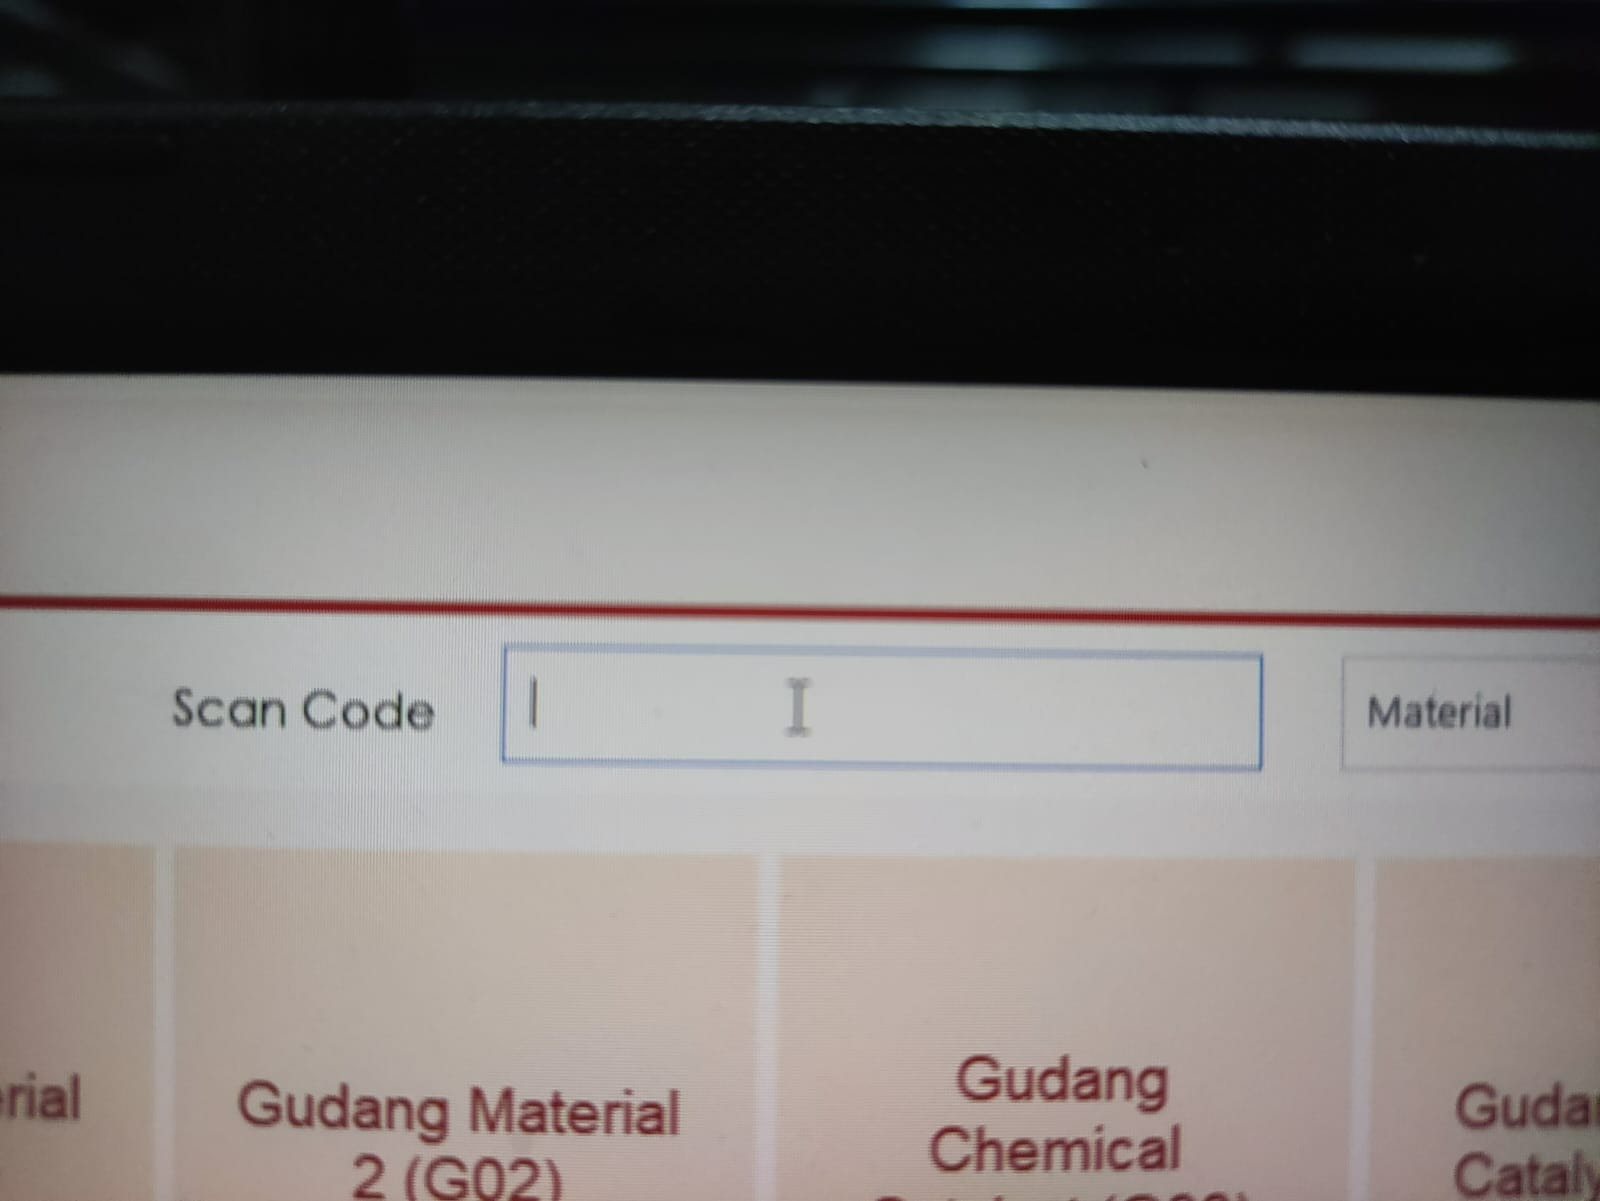 Scan Code
Material
rial
Gudang Material
2 (G02)
Gudang
Chemical
Guda
Cataly